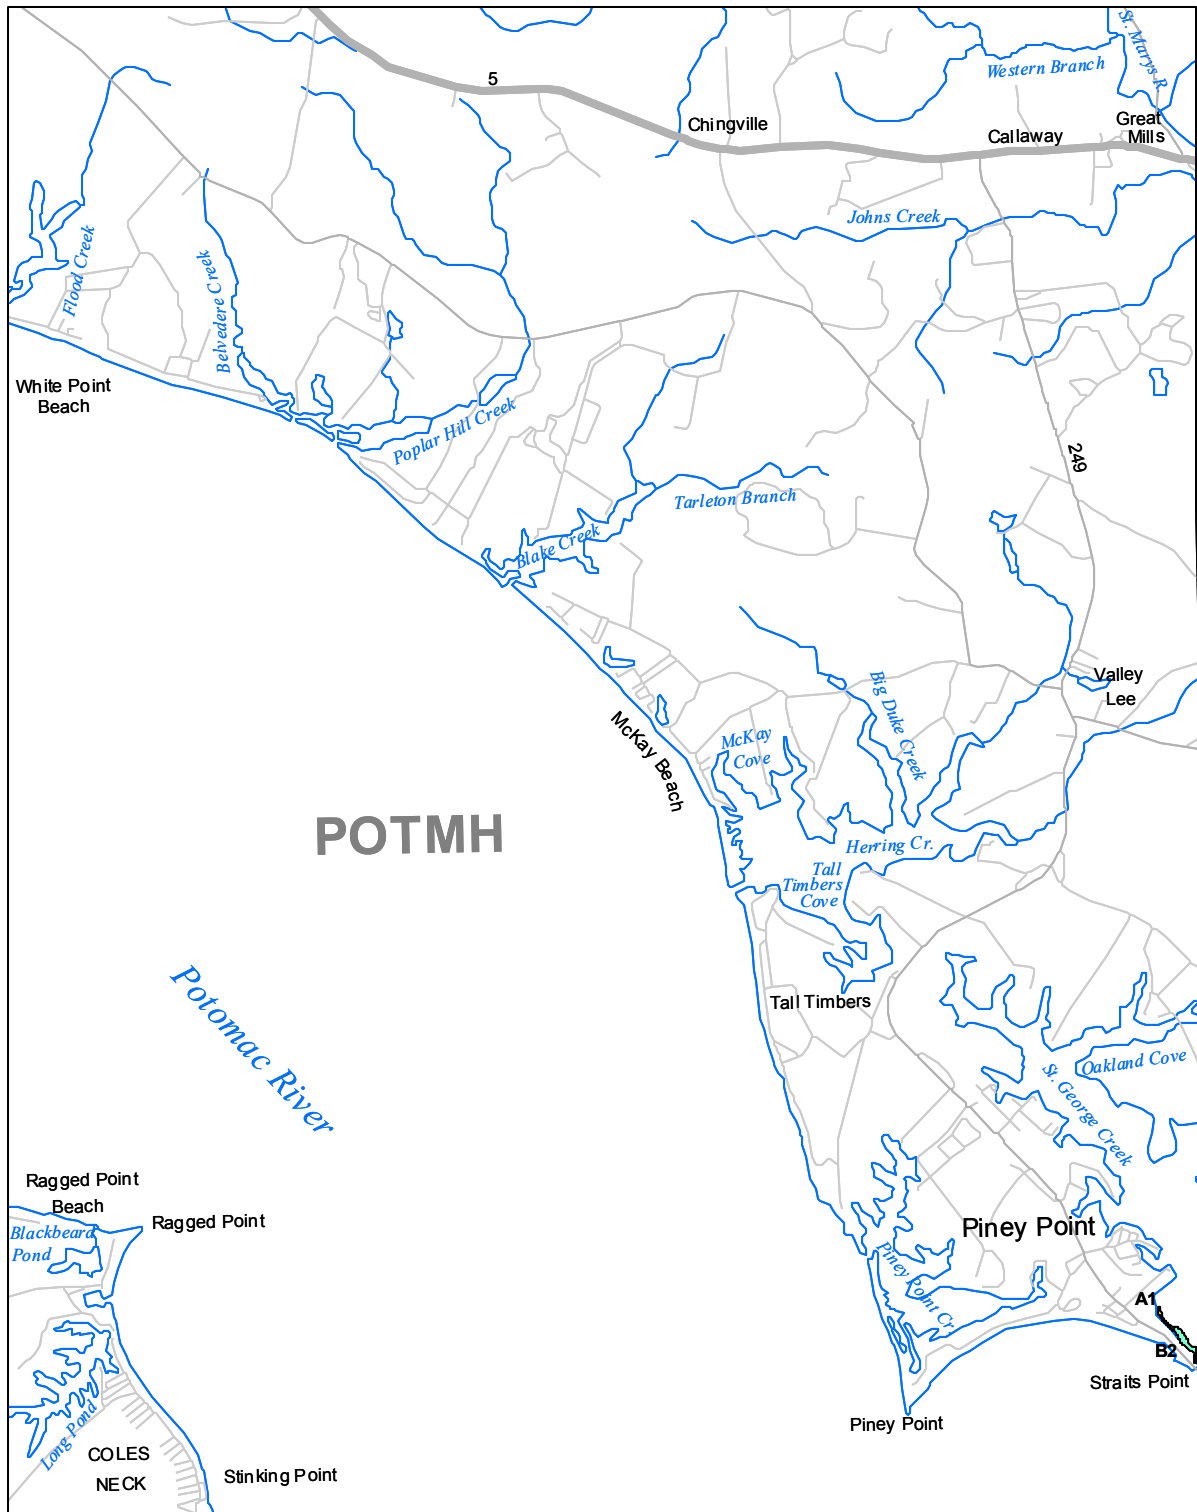 St. Marys R.
Western Branch
5
Chingville
Great
Mills
Callaway
Johns Creek
Flood Creek
Belvedere Creek
White Point
Beach
Poplar Hill Creek
249
Tarleton Branch
Blake Creek
Valley
Lee
Big Duke Creek
McKay Beach
McKay
Cove
POTMH
Herring Cr.
Tall
Timbers
Cove
Potomac River
Tall Timbers
Oakland Cove
St. George Creek
Ragged Point
Beach
Ragged Point
Blackbeard
Pond
Piney Point
Piney Point Cr.
A1
B2
Straits Point
Piney Point
Long Pond
COLES
NECK
Stinking Point